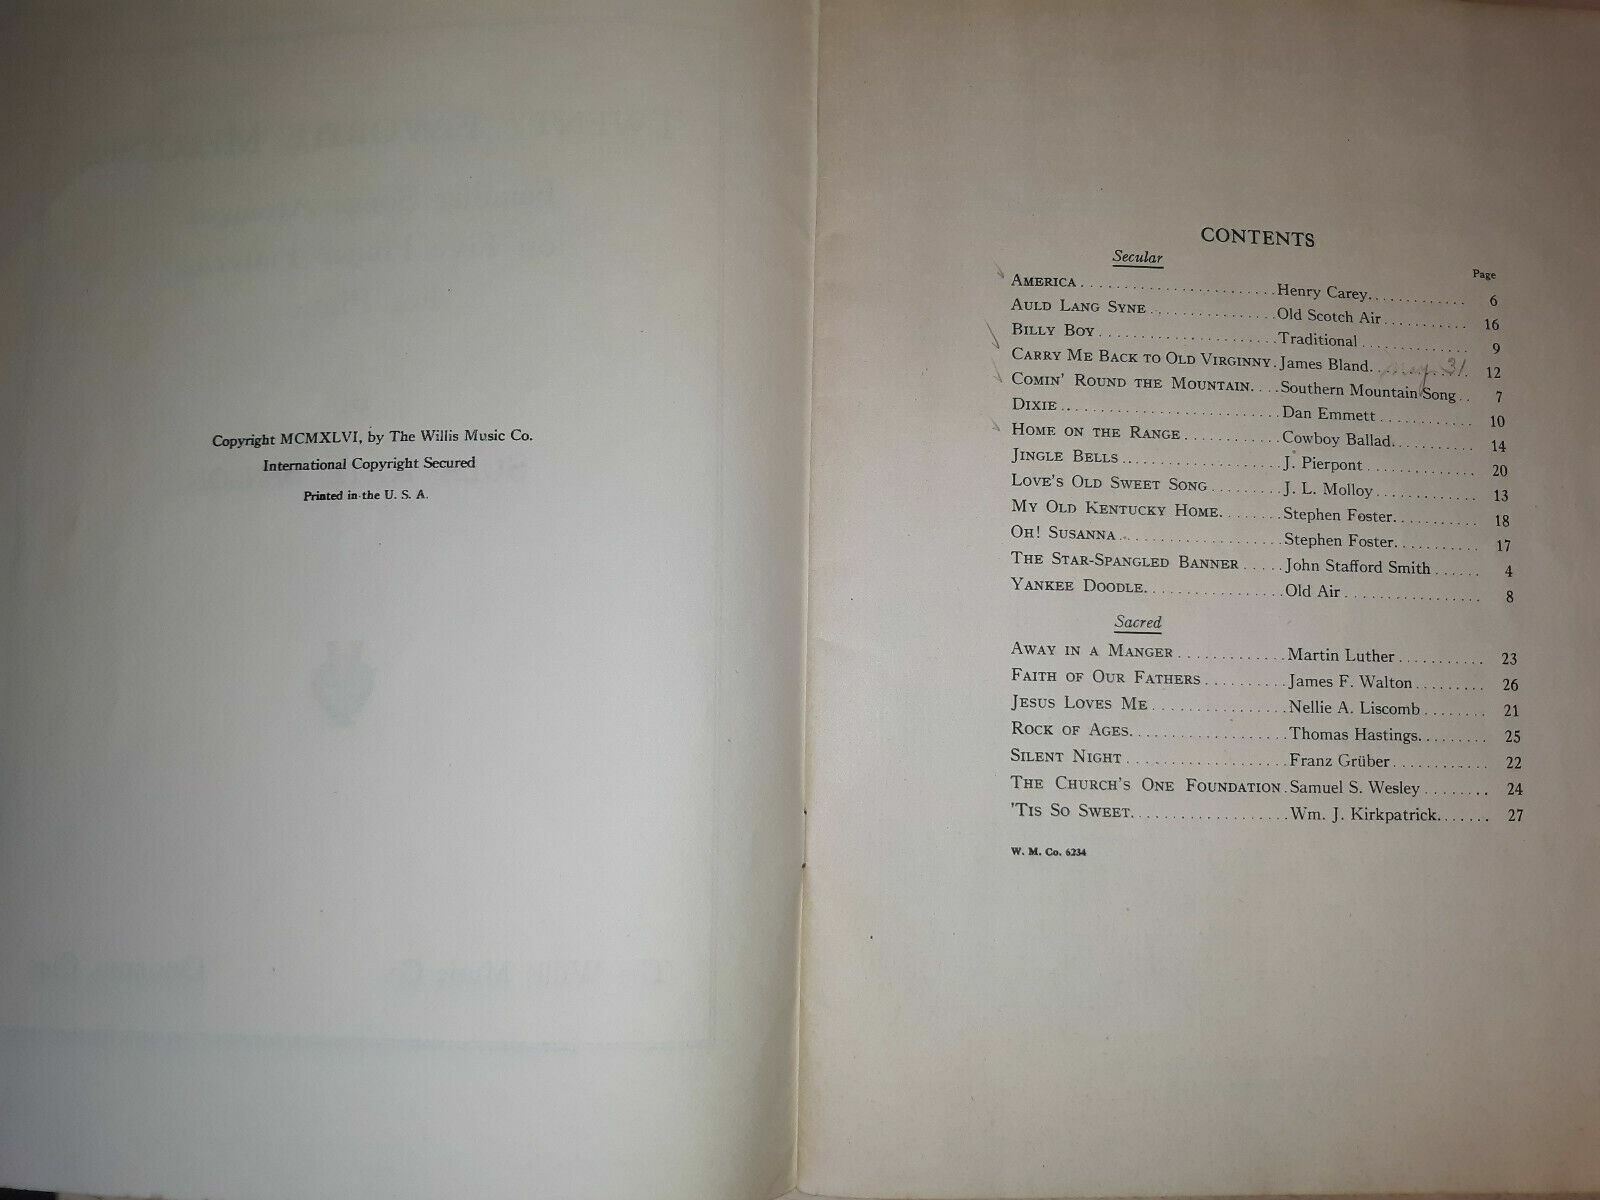 Copyright MCMXLVI, by The Willis Music Co.
International Copyright Secured
Printed in the U. S. A.
CONTENTS
Secular
Page
AMERICA ........................ Henry Carey. ............ 6
AULD LANG SYNE ................ Old Scotch Air ........... 16
BILLY BOY ...................... Traditional .............. 9
CARRY ME BACK TO OLD VIRGINNY . James Bland. . May 31 . 12
COMIN' ROUND THE MOUNTAIN. ... Southern Mountain Song .. 7
DIXIE ........................... Dan Emmett .............. 10
HOME ON THE RANGE ............ Cowboy Ballad. .......... 14
JINGLE BELLS .................... J. Pierpont .............. 20
LOVE'S OLD SWEET SONG ......... J. L. Molloy ............. 13
MY OLD KENTUCKY HOME. ....... Stephen Foster. .......... 18
OH! SUSANNA .................... Stephen Foster. .......... 17
THE STAR-SPANGLED BANNER ..... John Stafford Smith ...... 4
YANKEE DOODLE. ................ Old Air ................. 8
Sacred
AWAY IN A MANGER ............. Martin Luther ........... 23
FAITH OF OUR FATHERS .......... James F. Walton ......... 26
JESUS LOVES ME ................ Nellie A. Liscomb ........ 21
ROCK OF AGES. .................. Thomas Hastings. ........ 25
SILENT NIGHT ................... Franz Grüber ............ 22
THE CHURCH'S ONE FOUNDATION . Samuel S. Wesley ........ 24
'TIS SO SWEET. .................. Wm. J. Kirkpatrick. ...... 27
W. M. Co. 6234